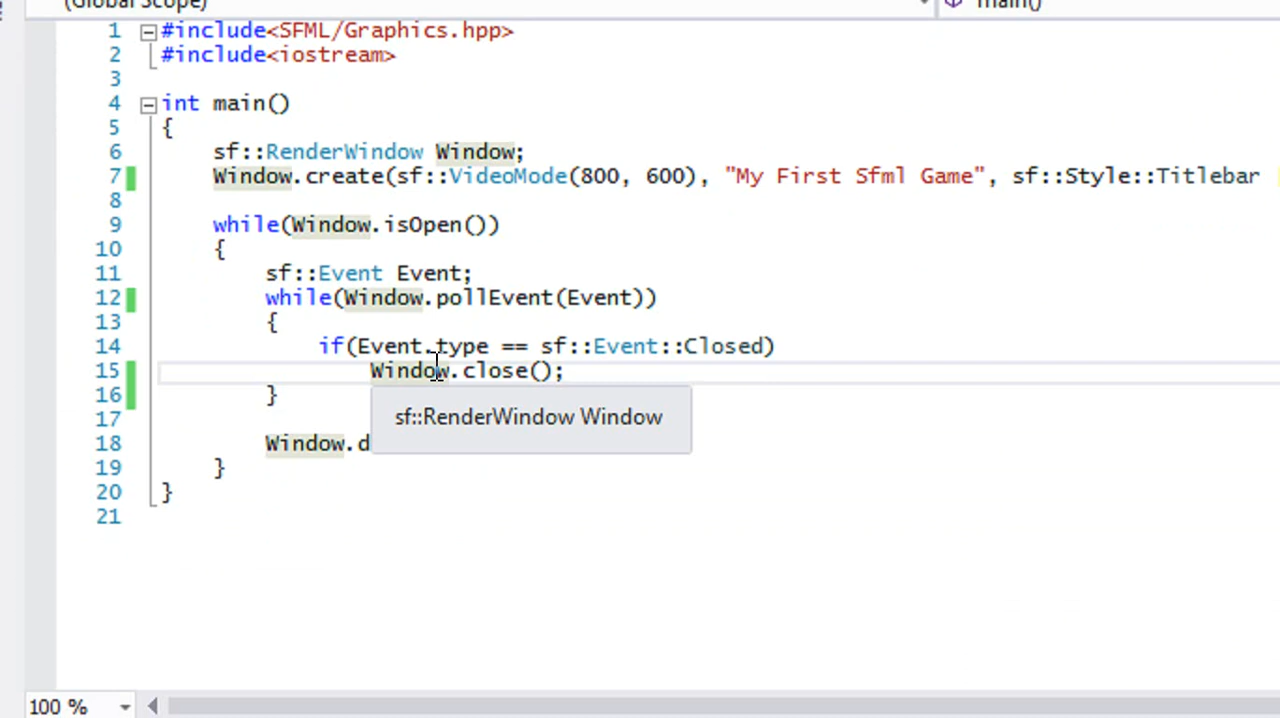 (Global Scope) main()
1 #include<SFML/Graphics.hpp>
2 #include<iostream>
3
4 int main()
5 {
6 sf::RenderWindow Window;
7 Window.create(sf::VideoMode(800, 600), "My First Sfml Game", sf::Style::Titlebar
8
9 while(Window.isOpen())
10 {
11 sf::Event Event;
12 while(Window.pollEvent(Event))
13 {
14 if(Event.type == sf::Event::Closed)
15 Window.close();
16 }
sf::RenderWindow Window
17
18 Window.d
19 }
20 }
21
100 %